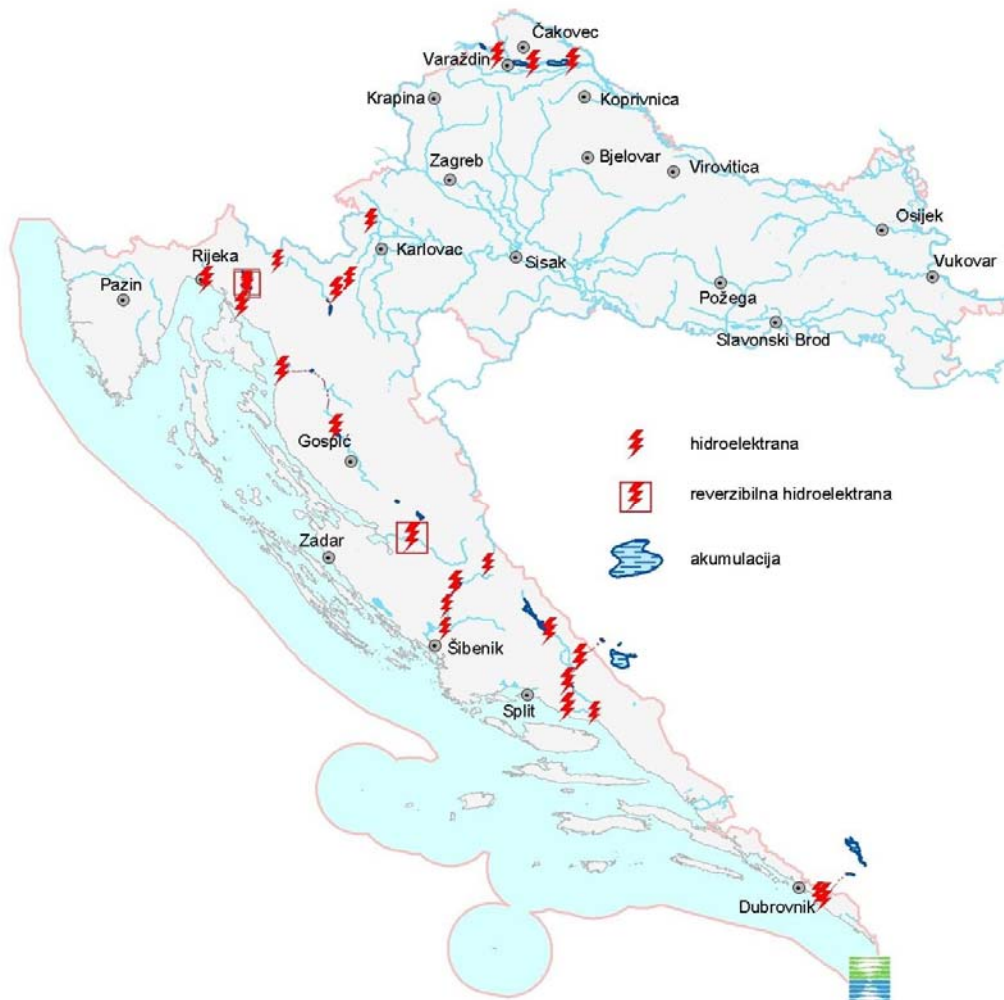 Čakovec
Varaždin
Krapina
Koprivnica
Bjelovar
Zagreb
Virovitica
Osijek
Karlovac
Rijeka
Sisak
Vukovar
Pazin
Požega
Slavonski Brod
Gospić
hidroelektrana
reverzibilna hidroelektrana
Zadar
akumulacija
Šibenik
Split
Dubrovnik